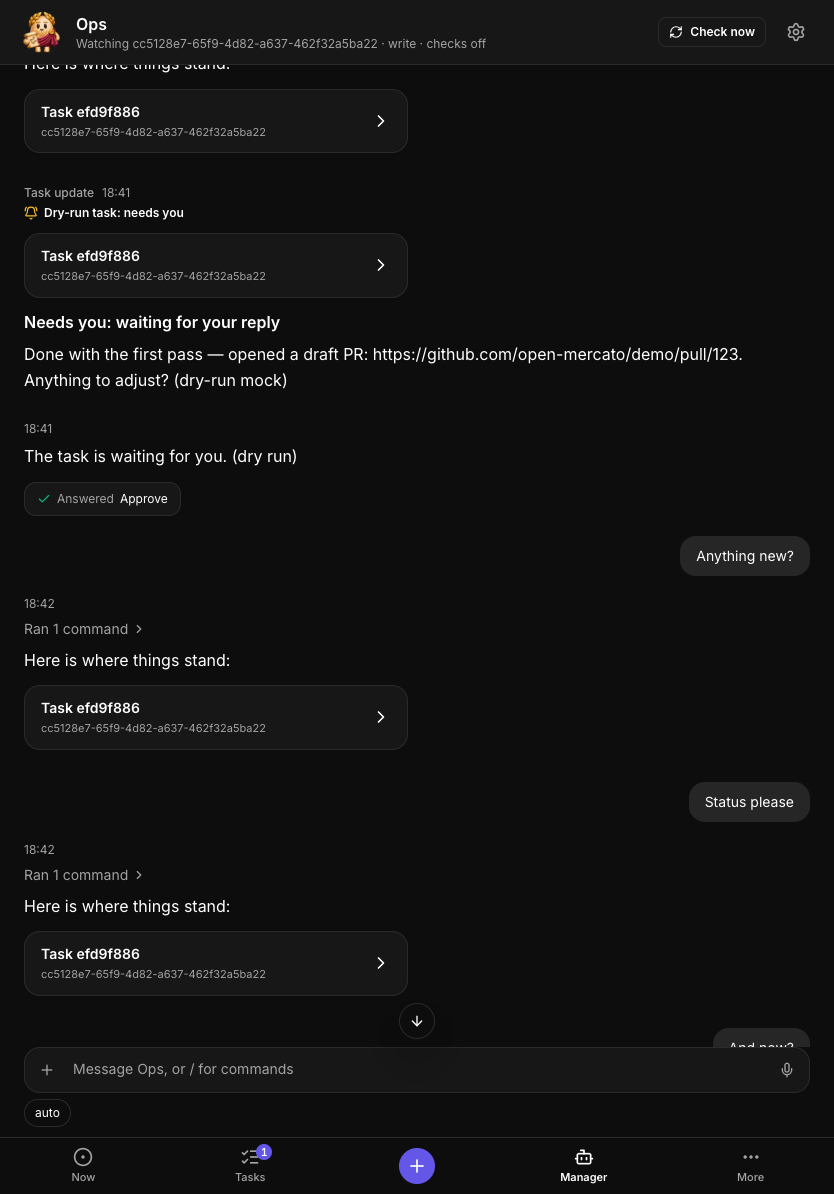 Ops
Watching cc5128e7-65f9-4d82-a637-462f32a5ba22 · write · checks off
Check now
Here is where things stand:
Task efd9f886
cc5128e7-65f9-4d82-a637-462f32a5ba22
Task update 18:41
Dry-run task: needs you
Task efd9f886
cc5128e7-65f9-4d82-a637-462f32a5ba22
Needs you: waiting for your reply
Done with the first pass — opened a draft PR: https://github.com/open-mercato/demo/pull/123.
Anything to adjust? (dry-run mock)
18:41
The task is waiting for you. (dry run)
Answered Approve
Anything new?
18:42
Ran 1 command
Here is where things stand:
Task efd9f886
cc5128e7-65f9-4d82-a637-462f32a5ba22
Status please
18:42
Ran 1 command
Here is where things stand:
Task efd9f886
cc5128e7-65f9-4d82-a637-462f32a5ba22
And now?
Message Ops, or / for commands
auto
1
Now
Tasks
Manager
More